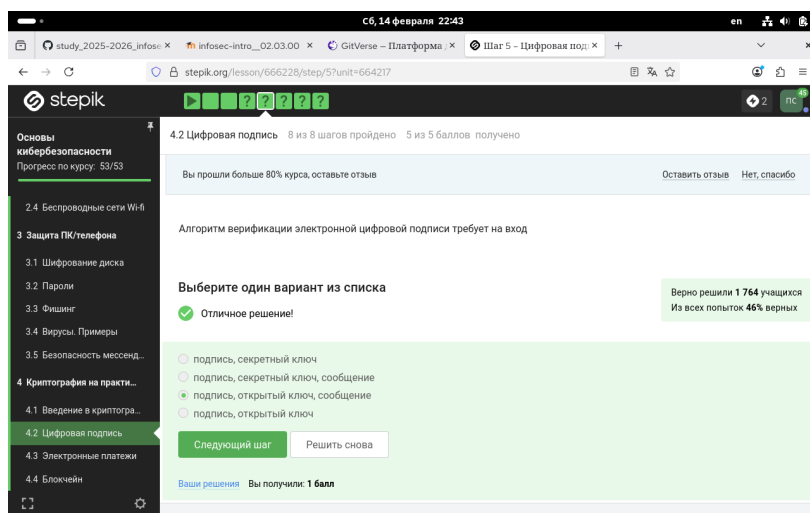 Сб, 14 февраля 22:43
en
study_2025-2026_infose
infosec-intro__02.03.00
GitVerse – Платформа
Шаг 5 – Цифровая под
stepik.org/lesson/666228/step/5?unit=664217
stepik
2
ПС
45
Основы
кибербезопасности
Прогресс по курсу: 53/53
2.4 Беспроводные сети Wi-fi
3 Защита ПК/телефона
3.1 Шифрование диска
3.2 Пароли
3.3 Фишинг
3.4 Вирусы. Примеры
3.5 Безопасность мессенд...
4 Криптография на практи...
4.1 Введение в криптогра...
4.2 Цифровая подпись
4.3 Электронные платежи
4.4 Блокчейн
4.2 Цифровая подпись 8 из 8 шагов пройдено 5 из 5 баллов получено
Вы прошли больше 80% курса, оставьте отзыв
Оставить отзыв Нет, спасибо
Алгоритм верификации электронной цифровой подписи требует на вход
Выберите один вариант из списка
Отличное решение!
Верно решили 1 764 учащихся
Из всех попыток 46% верных
подпись, секретный ключ
подпись, секретный ключ, сообщение
подпись, открытый ключ, сообщение
подпись, открытый ключ
Следующий шаг Решить снова
Ваши решения Вы получили: 1 балл